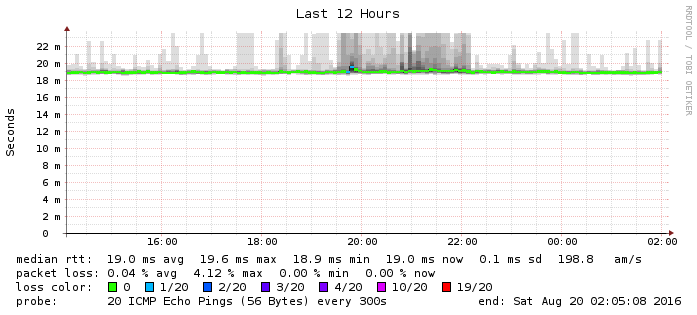 Last 12 Hours
RRDTOOL / TOBI OETIKER
Seconds
22 m
20 m
18 m
16 m
14 m
12 m
10 m
8 m
6 m
4 m
2 m
0
16:00 18:00 20:00 22:00 00:00 02:00
median rtt: 19.0 ms avg 19.6 ms max 18.9 ms min 19.0 ms now 0.1 ms sd 198.8 am/s
packet loss: 0.04 % avg 4.12 % max 0.00 % min 0.00 % now
loss color: 0 1/20 2/20 3/20 4/20 10/20 19/20
probe: 20 ICMP Echo Pings (56 Bytes) every 300s end: Sat Aug 20 02:05:08 2016